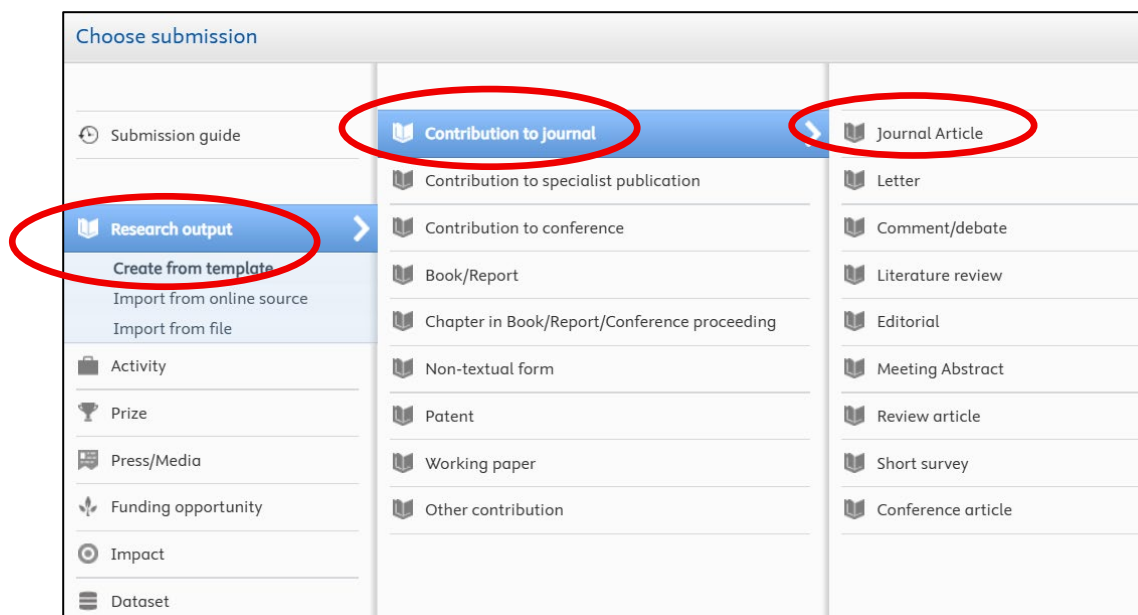 Choose submission
Submission guide
Research output
Create from template
Import from online source
Import from file
Activity
Prize
Press/Media
Funding opportunity
Impact
Dataset
Contribution to journal
Contribution to specialist publication
Contribution to conference
Book/Report
Chapter in Book/Report/Conference proceeding
Non-textual form
Patent
Working paper
Other contribution
Journal Article
Letter
Comment/debate
Literature review
Editorial
Meeting Abstract
Review article
Short survey
Conference article